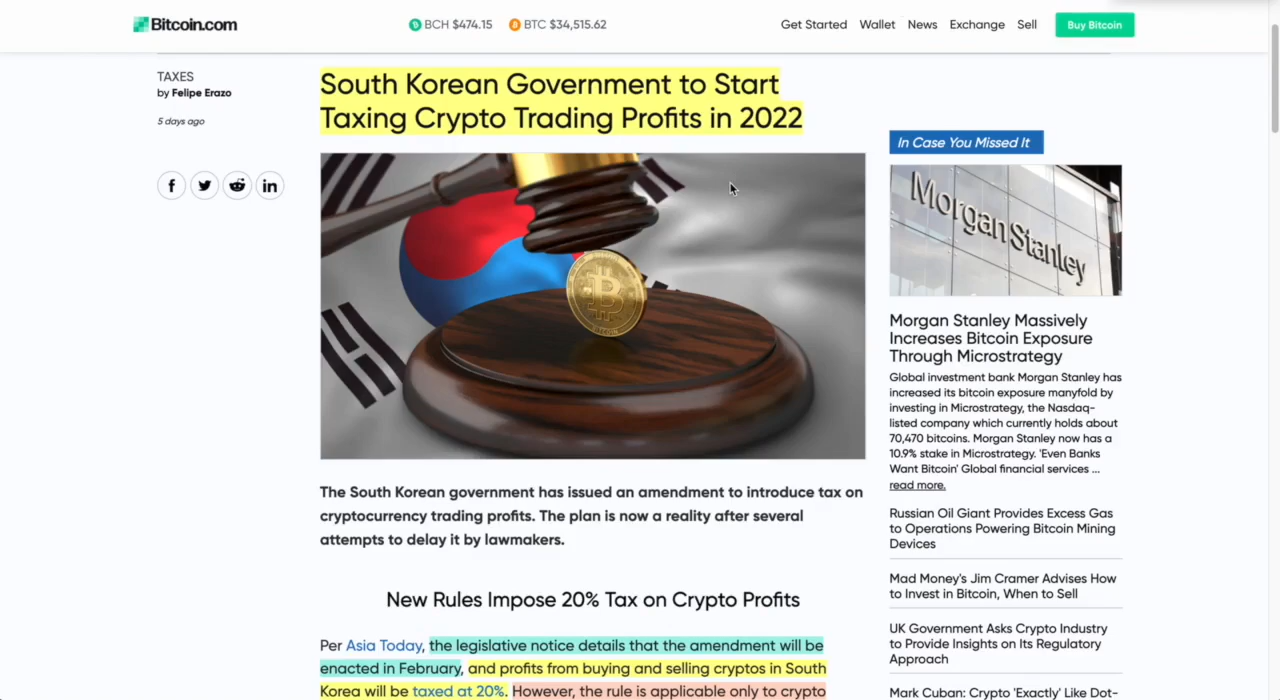 Bitcoin.com
BCH $474.15 BTC $34,515.62
Get Started Wallet News Exchange Sell Buy Bitcoin
TAXES
by Felipe Erazo
5 days ago
South Korean Government to Start
Taxing Crypto Trading Profits in 2022
The South Korean government has issued an amendment to introduce tax on
cryptocurrency trading profits. The plan is now a reality after several
attempts to delay it by lawmakers.
New Rules Impose 20% Tax on Crypto Profits
Per Asia Today, the legislative notice details that the amendment will be
enacted in February, and profits from buying and selling cryptos in South
Korea will be taxed at 20%. However, the rule is applicable only to crypto
In Case You Missed It
Morgan Stanley
Morgan Stanley Massively
Increases Bitcoin Exposure
Through Microstrategy
Global investment bank Morgan Stanley has
increased its bitcoin exposure manyfold by
investing in Microstrategy, the Nasdaq-
listed company which currently holds about
70,470 bitcoins. Morgan Stanley now has a
10.9% stake in Microstrategy. 'Even Banks
Want Bitcoin' Global financial services ...
read more.
Russian Oil Giant Provides Excess Gas
to Operations Powering Bitcoin Mining
Devices
Mad Money's Jim Cramer Advises How
to Invest in Bitcoin, When to Sell
UK Government Asks Crypto Industry
to Provide Insights on Its Regulatory
Approach
Mark Cuban: Crypto 'Exactly' Like Dot-